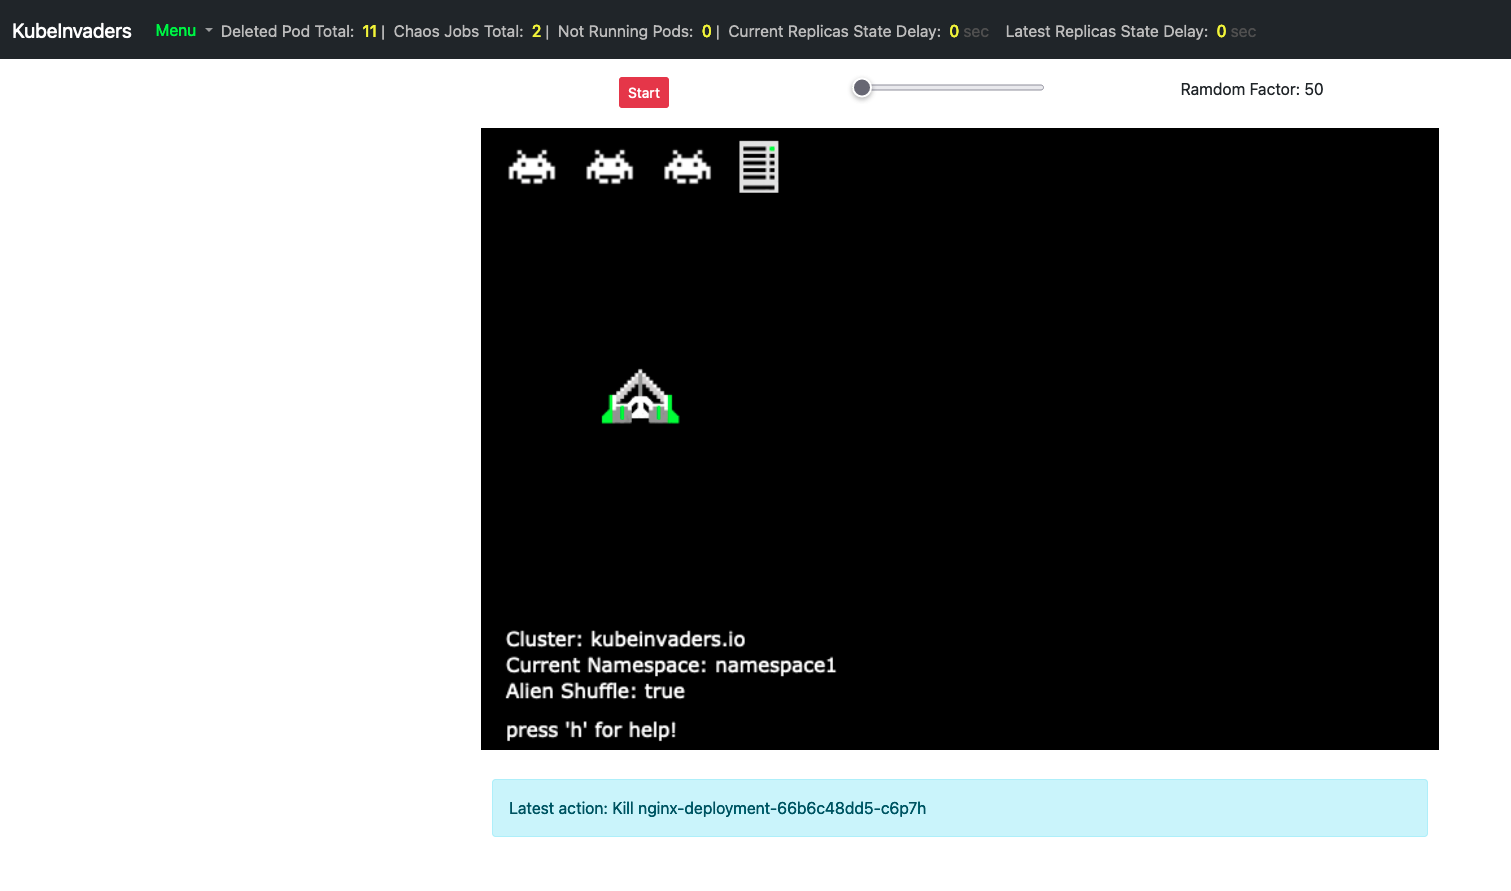 KubeInvaders Menu Deleted Pod Total: 11 | Chaos Jobs Total: 2 | Not Running Pods: 0 | Current Replicas State Delay: 0 sec Latest Replicas State Delay: 0 sec
Start Ramdom Factor: 50
Cluster: kubeinvaders.io
Current Namespace: namespace1
Alien Shuffle: true
press 'h' for help!
Latest action: Kill nginx-deployment-66b6c48dd5-c6p7h